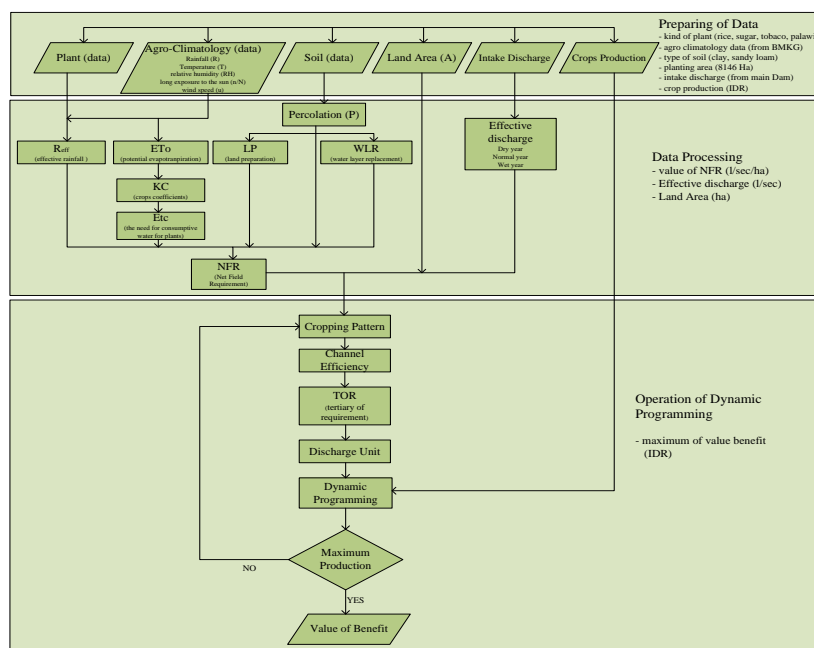 Preparing of Data
- kind of plant (rice, sugar, tobaco, palawi
- agro climatology data (from BMKG)
- type of soil (clay, sandy loam)
- planting area (8146 Ha)
- intake discharge (from main Dam)
- crop production (IDR)
Plant (data)
Agro-Climatology (data)
Rainfall (R)
Temperature (T)
relative humidity (RH)
long exposure to the sun (n/N)
wind speed (u)
Soil (data)
Land Area (A)
Intake Discharge
Crops Production
Percolation (P)
Reff
(effective rainfall )
ETo
(potential evapotranpiration)
LP
(land preparation)
WLR
(water layer replacement)
Effective
discharge
Dry year
Normal year
Wet year
KC
(crops coefficients)
Etc
(the need for consumptive
water for plants)
NFR
(Net Field
Requirement)
Data Processing
- value of NFR (l/sec/ha)
- Effective discharge (l/sec)
- Land Area (ha)
Cropping Pattern
Channel
Efficiency
TOR
(tertiary of
requirement)
Discharge Unit
Dynamic
Programming
Maximum
Production
NO
YES
Value of Benefit
Operation of Dynamic
Programming
- maximum of value benefit
(IDR)